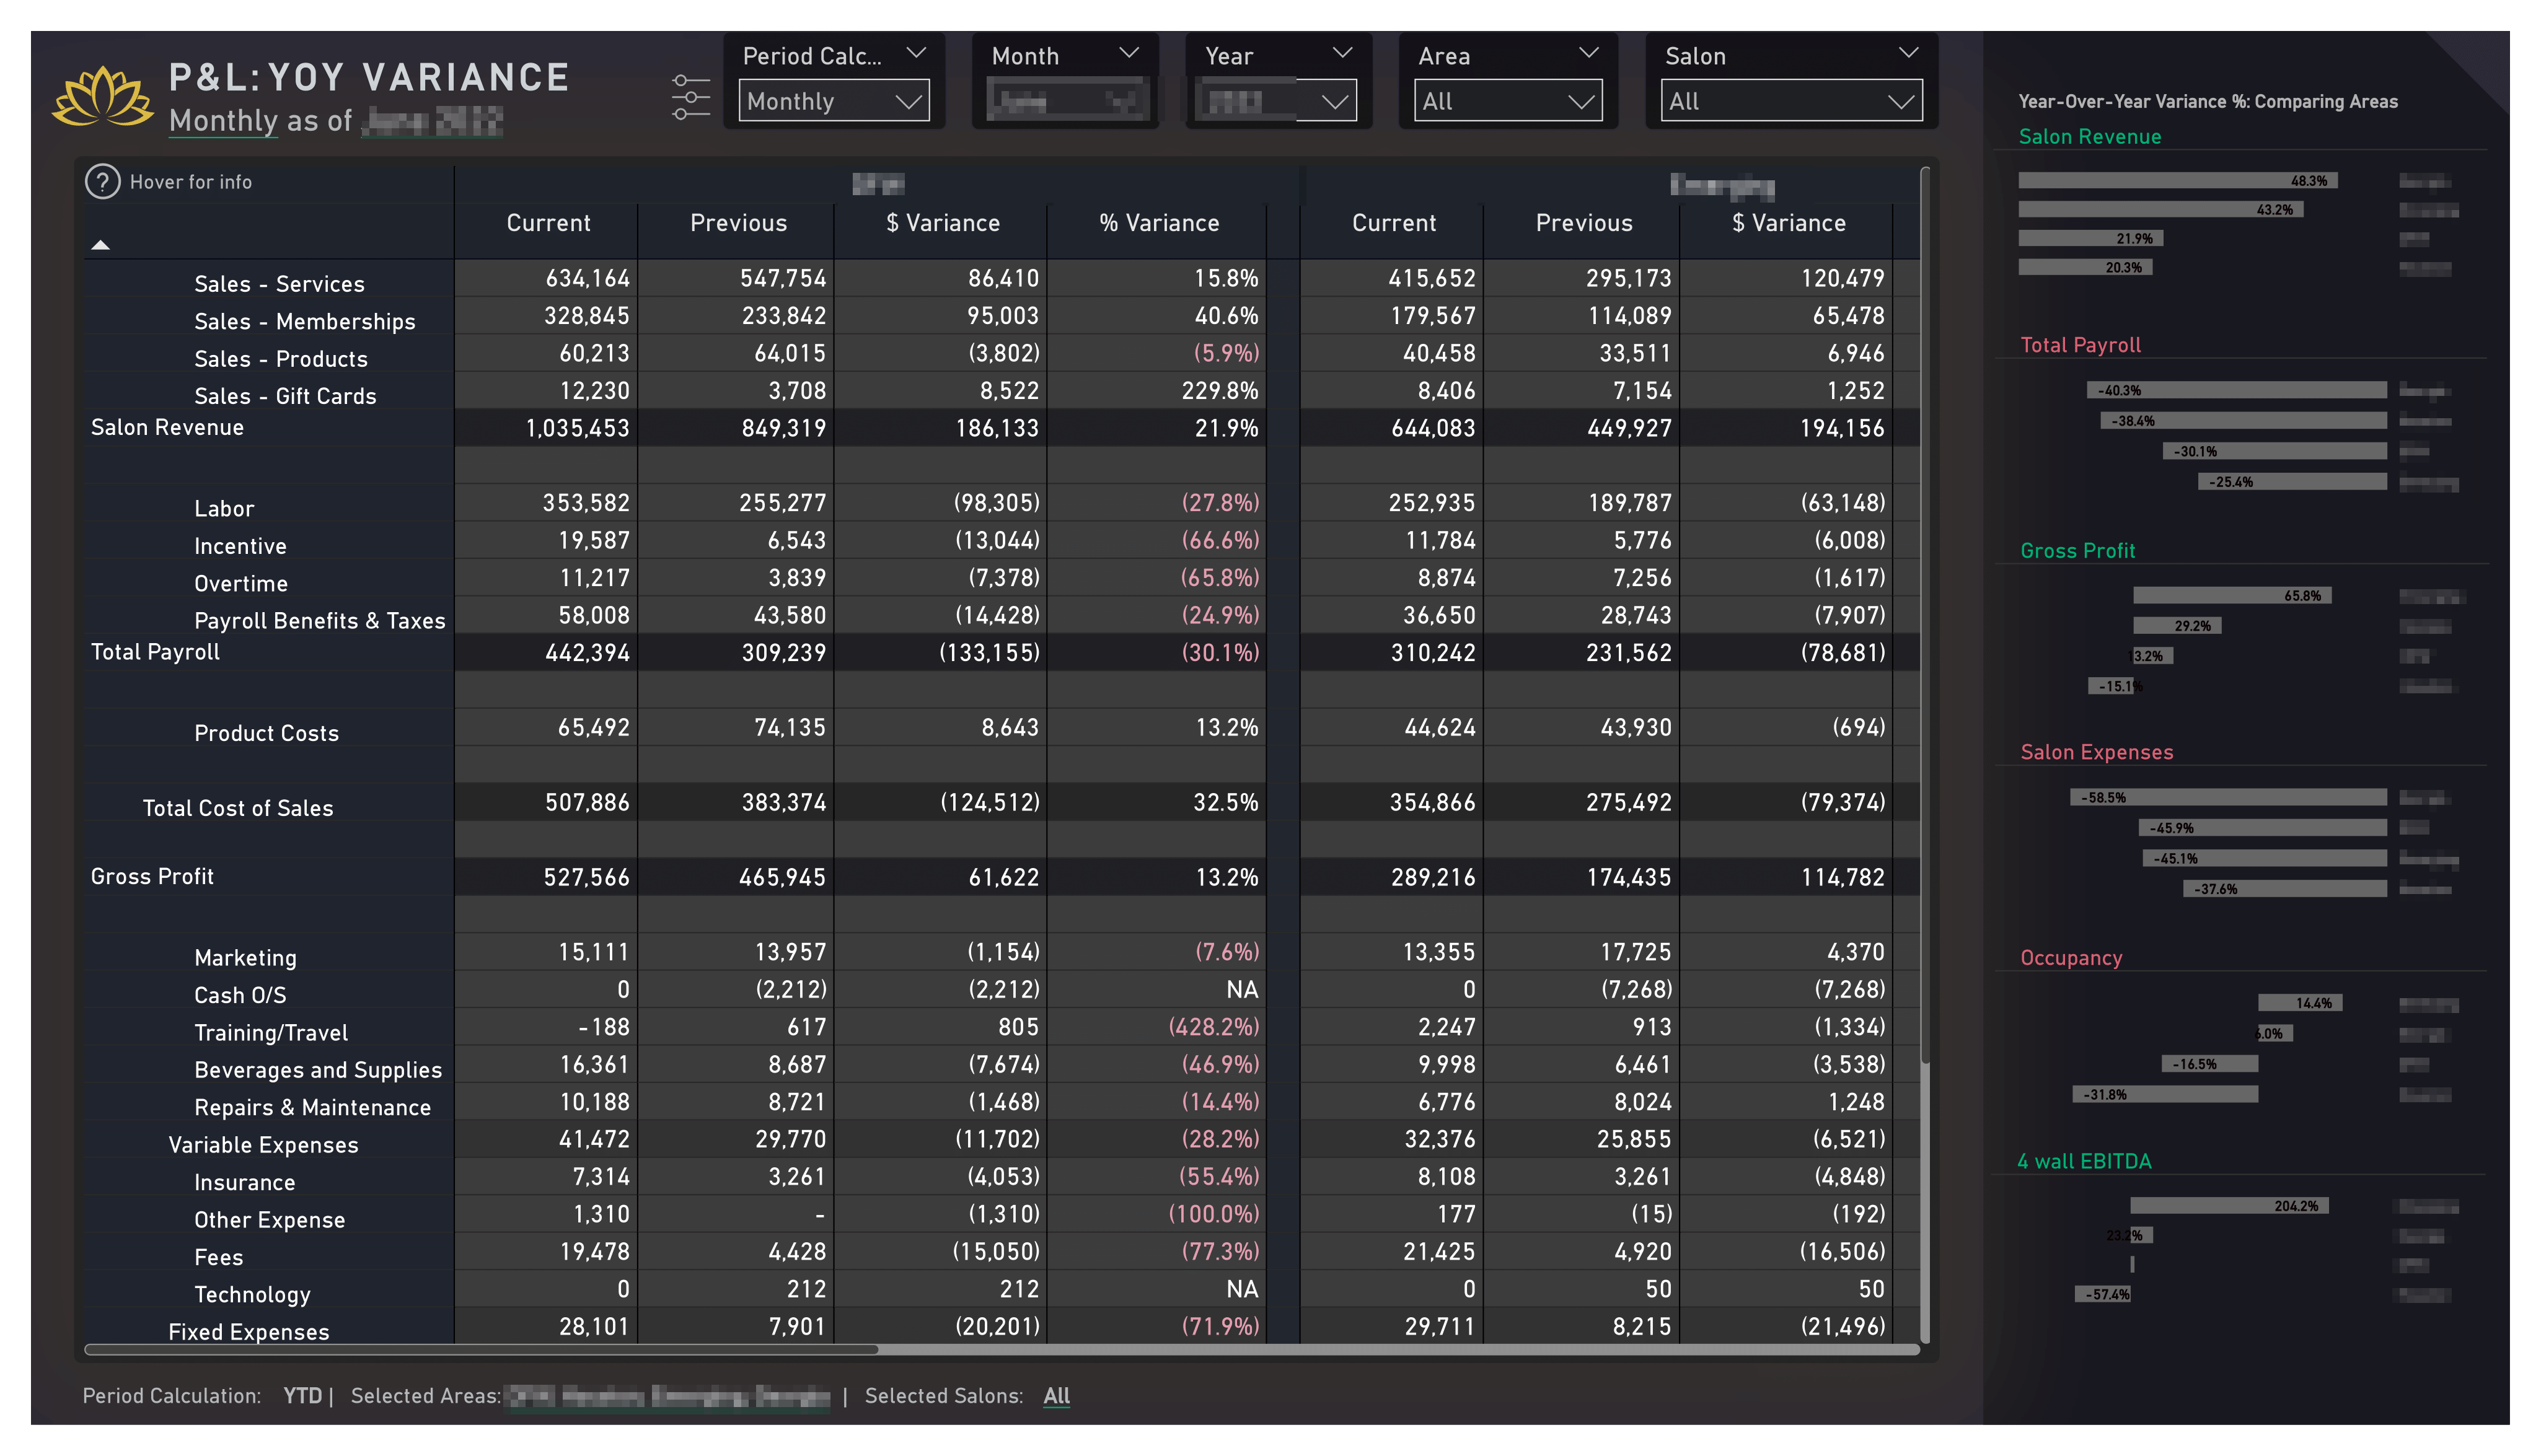 P&L:YOY VARIANCE
Monthly as of
Period Calc... Month Year Area Salon
Monthly All All
Hover for info
Current Previous $ Variance % Variance Current Previous $ Variance
Sales - Services 634,164 547,754 86,410 15.8% 415,652 295,173 120,479
Sales - Memberships 328,845 233,842 95,003 40.6% 179,567 114,089 65,478
Sales - Products 60,213 64,015 (3,802) (5.9%) 40,458 33,511 6,946
Sales - Gift Cards 12,230 3,708 8,522 229.8% 8,406 7,154 1,252
Salon Revenue 1,035,453 849,319 186,133 21.9% 644,083 449,927 194,156
Labor 353,582 255,277 (98,305) (27.8%) 252,935 189,787 (63,148)
Incentive 19,587 6,543 (13,044) (66.6%) 11,784 5,776 (6,008)
Overtime 11,217 3,839 (7,378) (65.8%) 8,874 7,256 (1,617)
Payroll Benefits & Taxes 58,008 43,580 (14,428) (24.9%) 36,650 28,743 (7,907)
Total Payroll 442,394 309,239 (133,155) (30.1%) 310,242 231,562 (78,681)
Product Costs 65,492 74,135 8,643 13.2% 44,624 43,930 (694)
Total Cost of Sales 507,886 383,374 (124,512) 32.5% 354,866 275,492 (79,374)
Gross Profit 527,566 465,945 61,622 13.2% 289,216 174,435 114,782
Marketing 15,111 13,957 (1,154) (7.6%) 13,355 17,725 4,370
Cash O/S 0 (2,212) (2,212) NA 0 (7,268) (7,268)
Training/Travel -188 617 805 (428.2%) 2,247 913 (1,334)
Beverages and Supplies 16,361 8,687 (7,674) (46.9%) 9,998 6,461 (3,538)
Repairs & Maintenance 10,188 8,721 (1,468) (14.4%) 6,776 8,024 1,248
Variable Expenses 41,472 29,770 (11,702) (28.2%) 32,376 25,855 (6,521)
Insurance 7,314 3,261 (4,053) (55.4%) 8,108 3,261 (4,848)
Other Expense 1,310 - (1,310) (100.0%) 177 (15) (192)
Fees 19,478 4,428 (15,050) (77.3%) 21,425 4,920 (16,506)
Technology 0 212 212 NA 0 50 50
Fixed Expenses 28,101 7,901 (20,201) (71.9%) 29,711 8,215 (21,496)
Period Calculation: YTD | Selected Areas: | Selected Salons: All
Year-Over-Year Variance %: Comparing Areas
Salon Revenue
48.3%
43.2%
21.9%
20.3%
Total Payroll
-40.3%
-38.4%
-30.1%
-25.4%
Gross Profit
65.8%
29.2%
13.2%
-15.1%
Salon Expenses
-58.5%
-45.9%
-45.1%
-37.6%
Occupancy
14.4%
6.0%
-16.5%
-31.8%
4 wall EBITDA
204.2%
23.2%
-57.4%